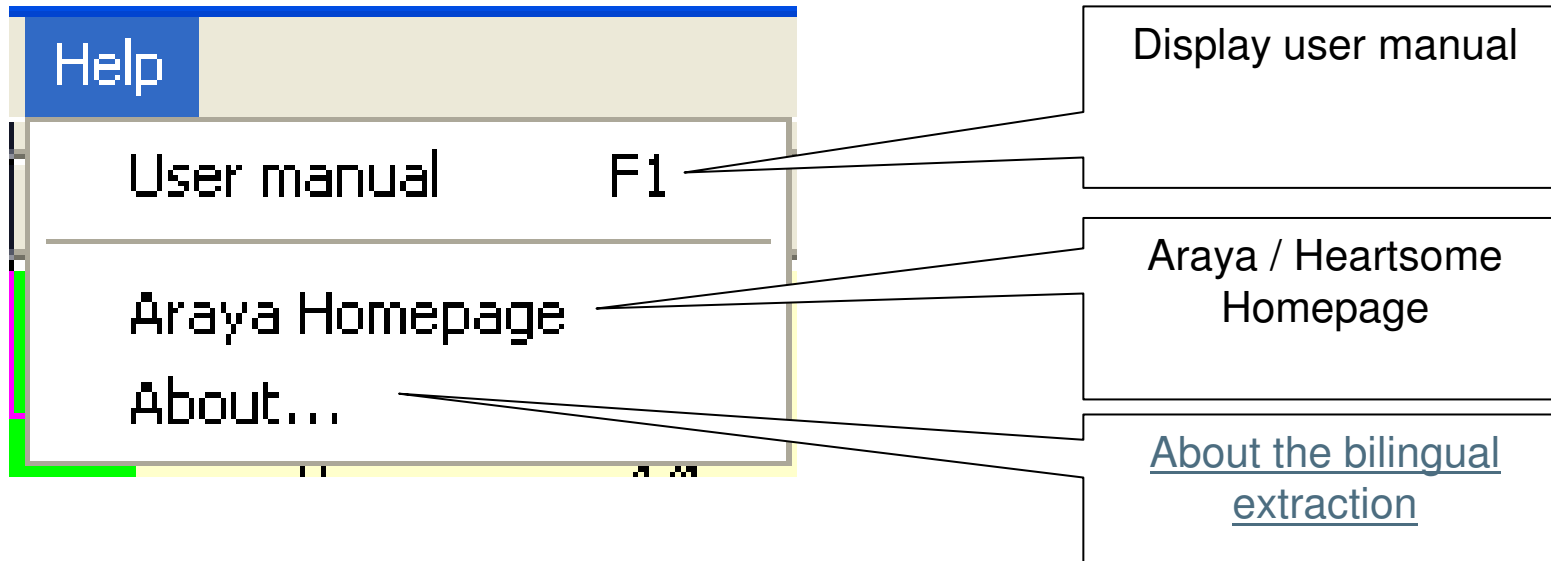 Help
User manual F1
Araya Homepage
About...
Display user manual
Araya / Heartsome
Homepage
About the bilingual
extraction